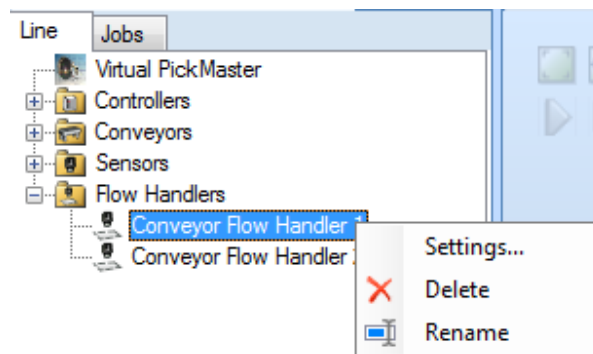 Line
Jobs
Virtual PickMaster
Controllers
Conveyors
Sensors
Flow Handlers
Conveyor Flow Handler 1
Conveyor Flow Handler
Settings...
Delete
Rename